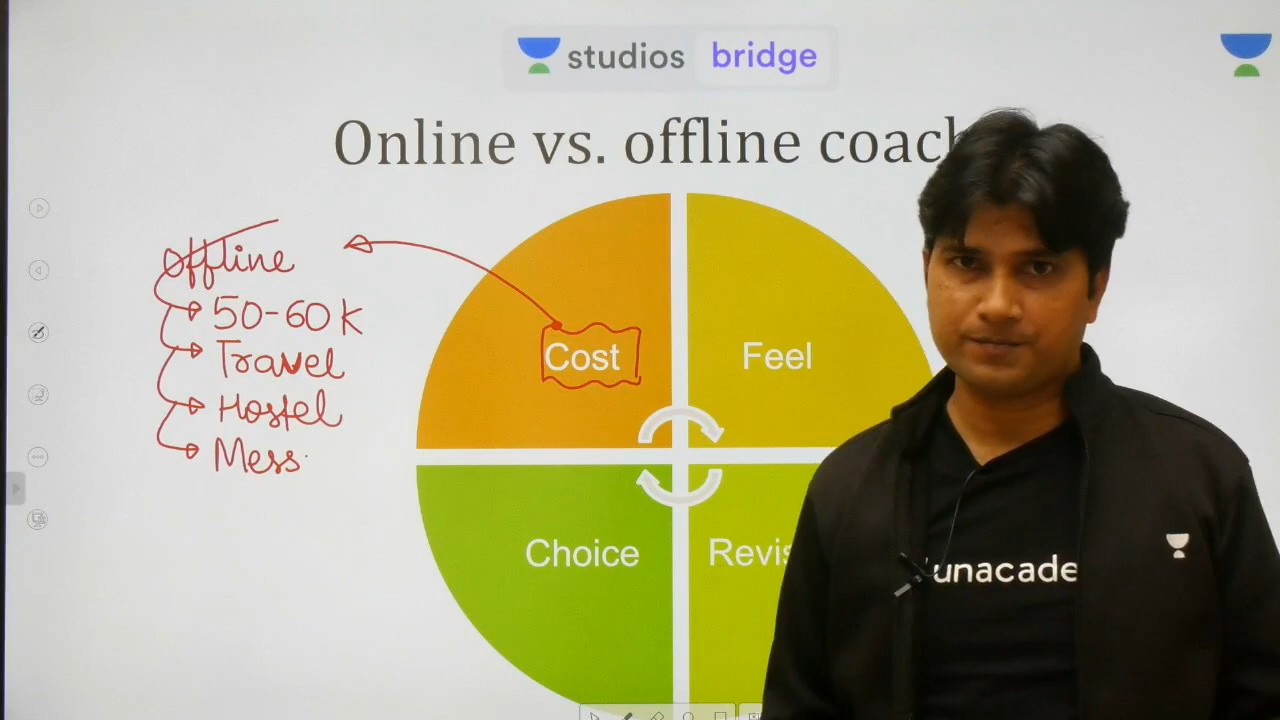 studios bridge
Online vs. offline coach
offline
50-60 K
Travel
Hostel
Mess
Cost
Feel
Choice
Revis
unacade